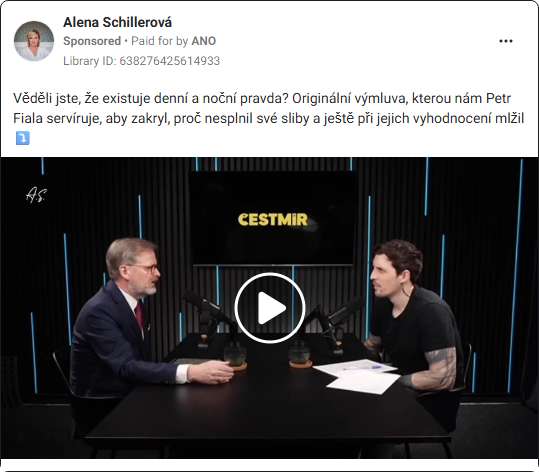 Alena Schillerová
Sponsored • Paid for by ANO
Library ID: 638276425614933
Věděli jste, že existuje denní a noční pravda? Originální výmluva, kterou nám Petr
Fiala servíruje, aby zakryl, proč nesplnil své sliby a ještě při jejich vyhodnocení mlžil
A.S.
CESTMIR